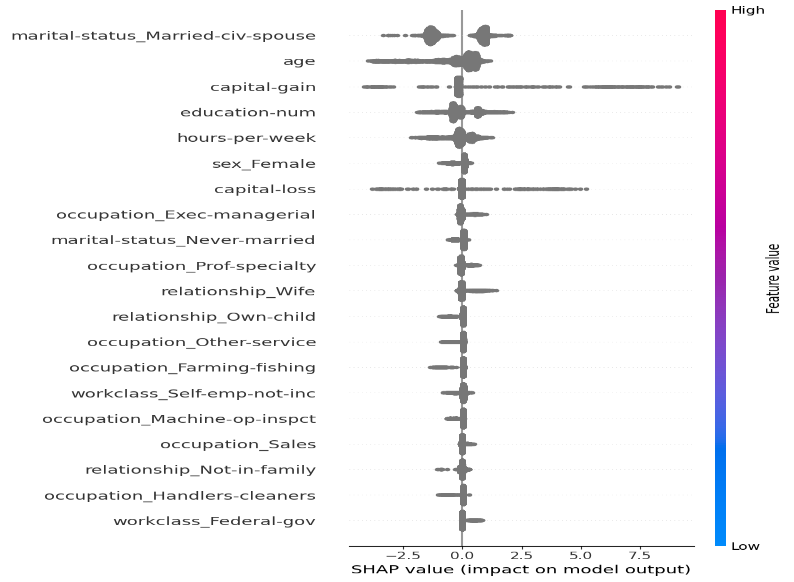 High
marital-status_Married-civ-spouse
age
capital-gain
education-num
hours-per-week
sex_Female
capital-loss
occupation_Exec-managerial
marital-status_Never-married
occupation_Prof-specialty
relationship_Wife
relationship_Own-child
occupation_Other-service
occupation_Farming-fishing
workclass_Self-emp-not-inc
occupation_Machine-op-inspct
occupation_Sales
relationship_Not-in-family
occupation_Handlers-cleaners
workclass_Federal-gov
Feature value
Low
−2.5 0.0 2.5 5.0 7.5
SHAP value (impact on model output)